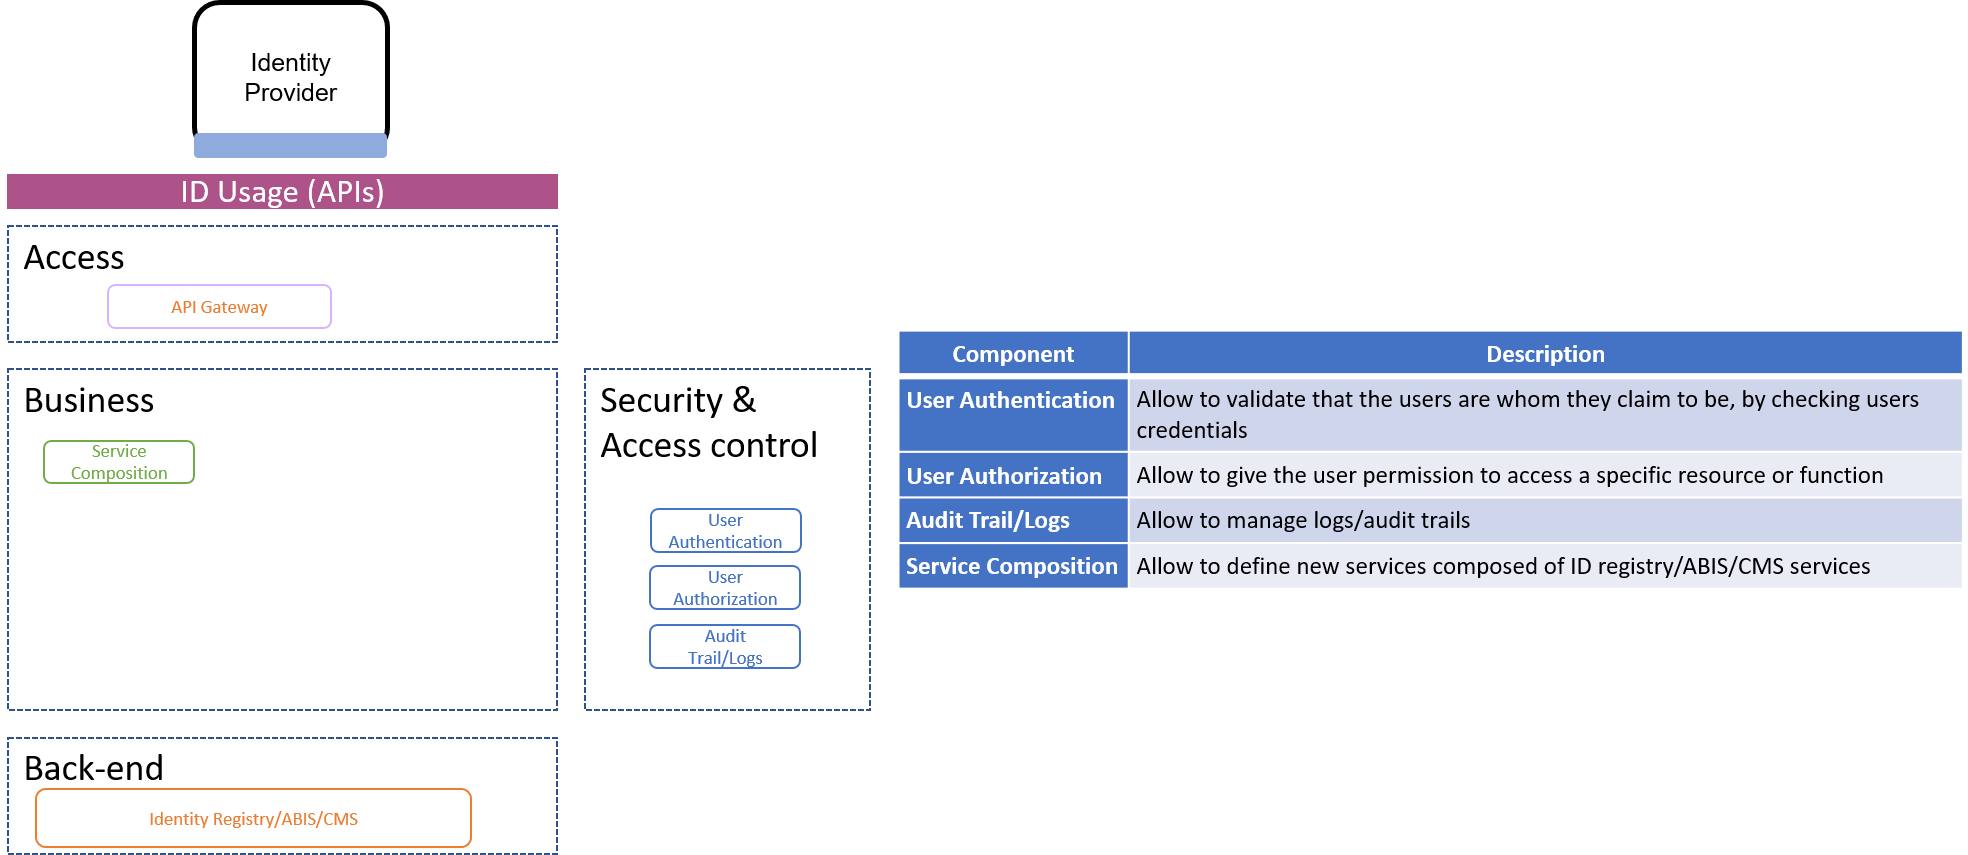 Identity
Provider
ID Usage (APIs)
Access
API Gateway
Business
Service
Composition
Security &
Access control
User
Authentication
User
Authorization
Audit
Trail/Logs
Back-end
Identity Registry/ABIS/CMS
Component Description
User Authentication Allow to validate that the users are whom they claim to be, by checking users
credentials
User Authorization Allow to give the user permission to access a specific resource or function
Audit Trail/Logs Allow to manage logs/audit trails
Service Composition Allow to define new services composed of ID registry/ABIS/CMS services